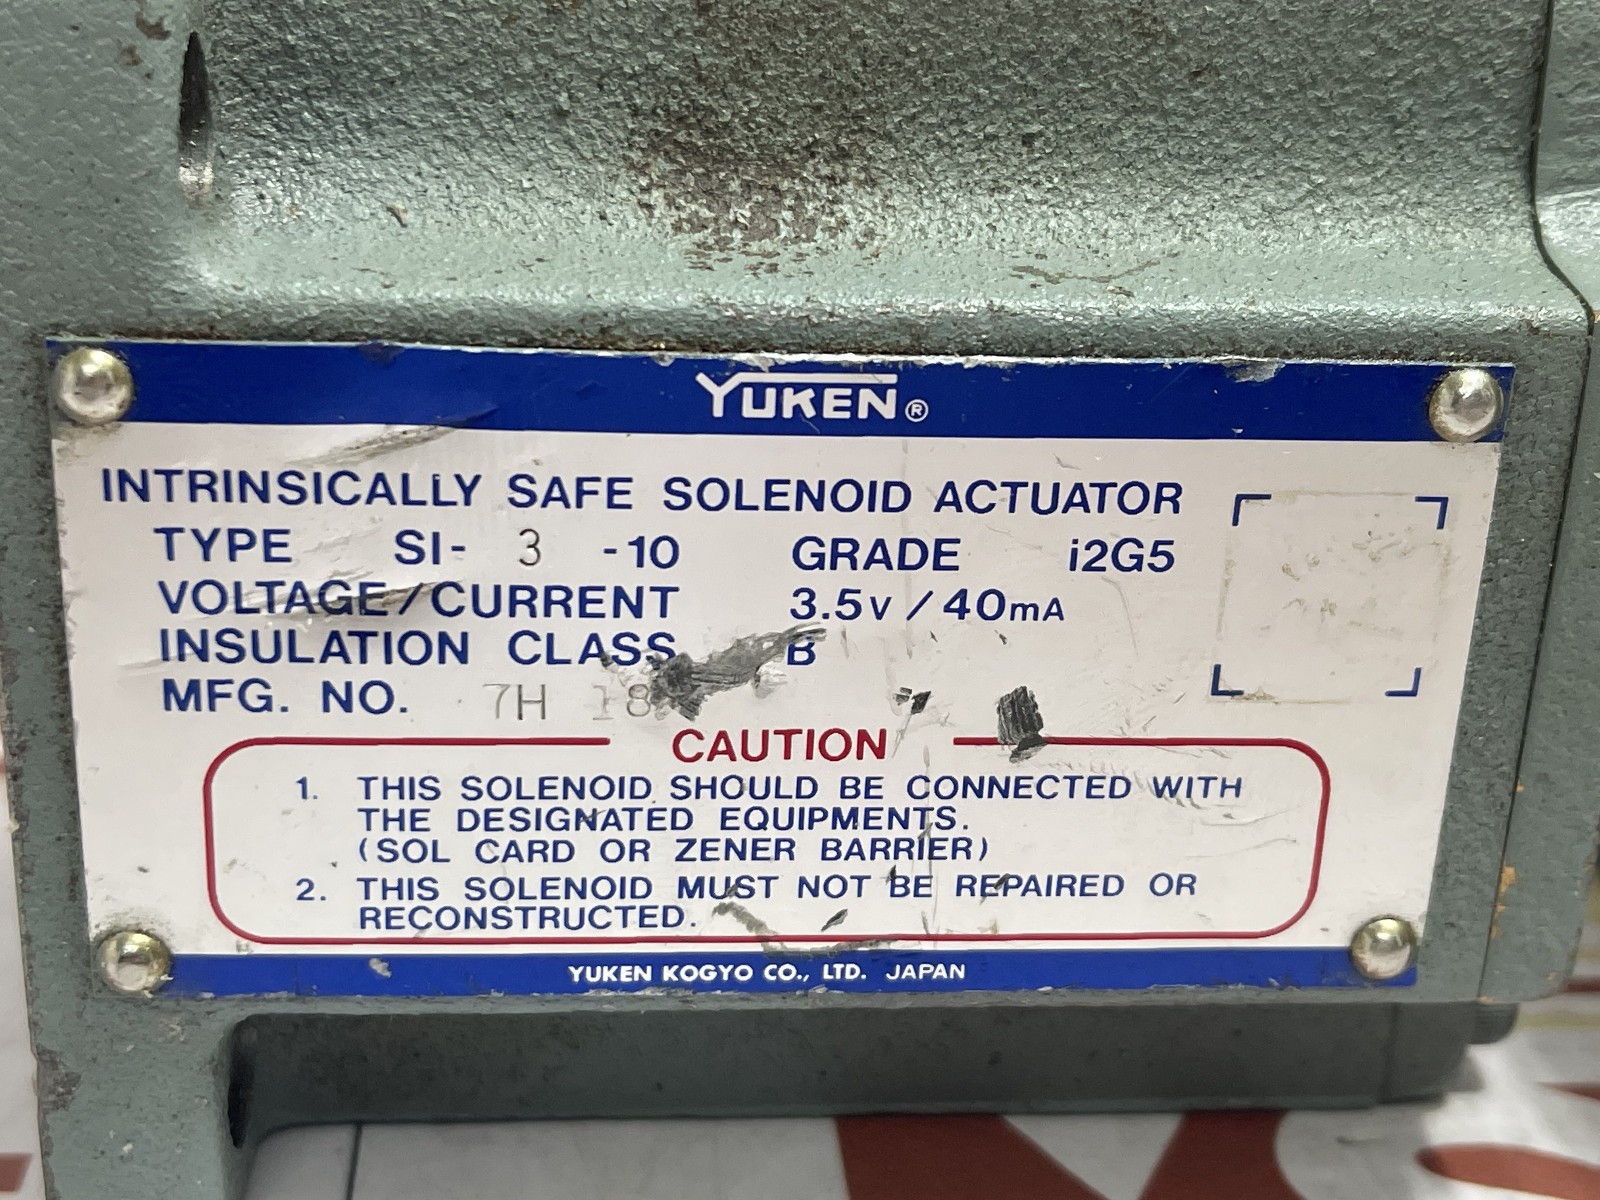 YUKEN®
INTRINSICALLY SAFE SOLENOID ACTUATOR
TYPE SI- 3 -10 GRADE i2G5
VOLTAGE/CURRENT 3.5V / 40mA
INSULATION CLASS B
MFG. NO. 7H 18
CAUTION
1. THIS SOLENOID SHOULD BE CONNECTED WITH
THE DESIGNATED EQUIPMENTS.
(SOL CARD OR ZENER BARRIER)
2. THIS SOLENOID MUST NOT BE REPAIRED OR
RECONSTRUCTED.
YUKEN KOGYO CO., LTD. JAPAN